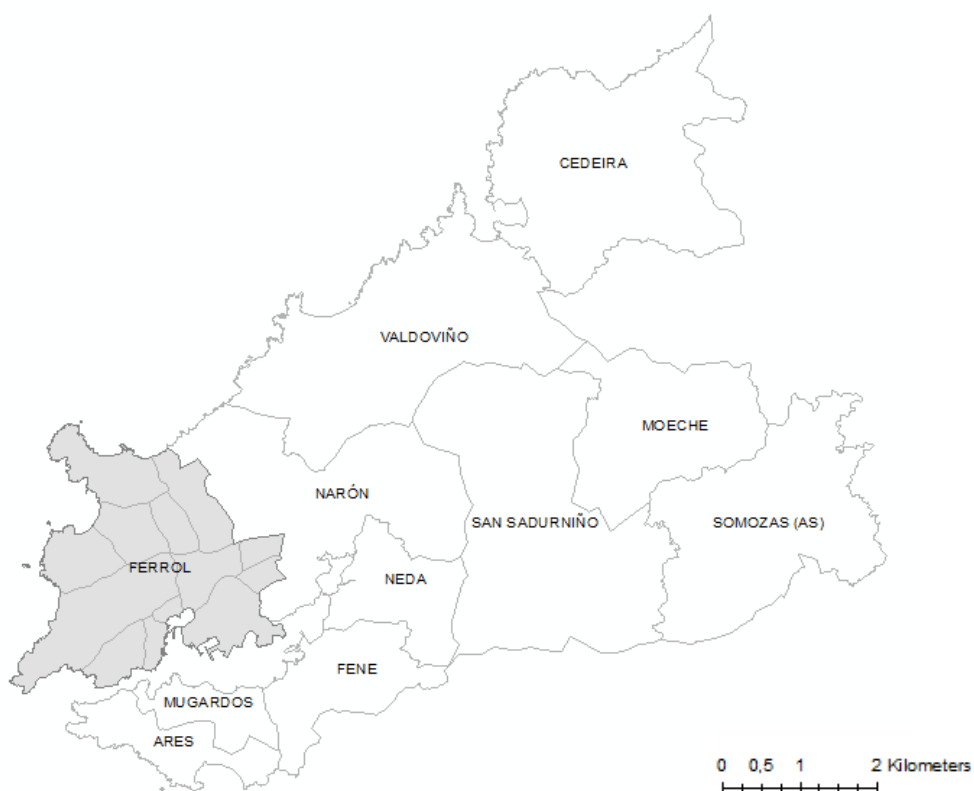 CEDEIRA
VALDOVIÑO
MOECHE
NARÓN
SAN SADURNIÑO
SOMOZAS (AS)
FERROL
NEDA
FENE
MUGARDOS
ARES
0 0,5 1 2 Kilometers